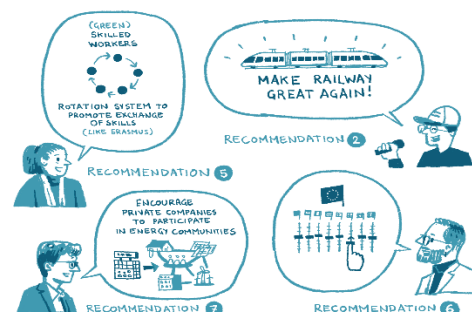 (GREEN)
SKILLED
WORKERS
ROTATION SYSTEM TO
PROMOTE EXCHANGE
OF SKILLS
(LIKE ERASMUS)
RECOMMENDATION 5
MAKE RAILWAY
GREAT AGAIN!
RECOMMENDATION 2
ENCOURAGE
PRIVATE COMPANIES
TO PARTICIPATE
IN ENERGY COMMUNITIES
RECOMMENDATION 7
RECOMMENDATION 6